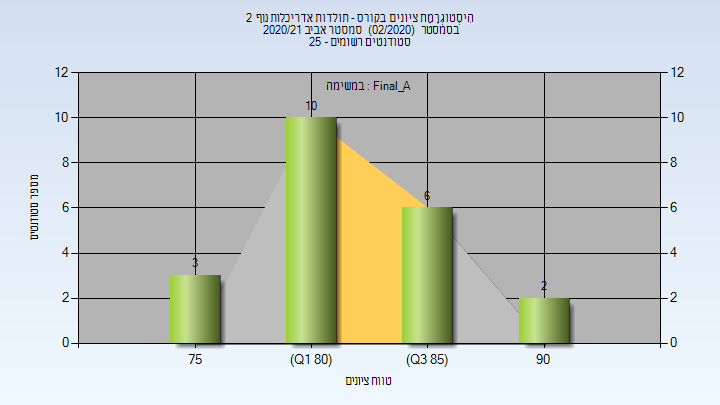 היסטוגרמת ציונים בקורס - תולדות אדריכלות נוף 2
בסמסטר (02/2020) סמסטר אביב 2020/21
סטודנטים רשומים - 25
במשימה : Final_A
12 12
10 10
8 8
6 6
4 4
2 2
0 0
3 10 6 2
75 (Q1 80) (Q3 85) 90
מספר סטודנטים
טווח ציונים